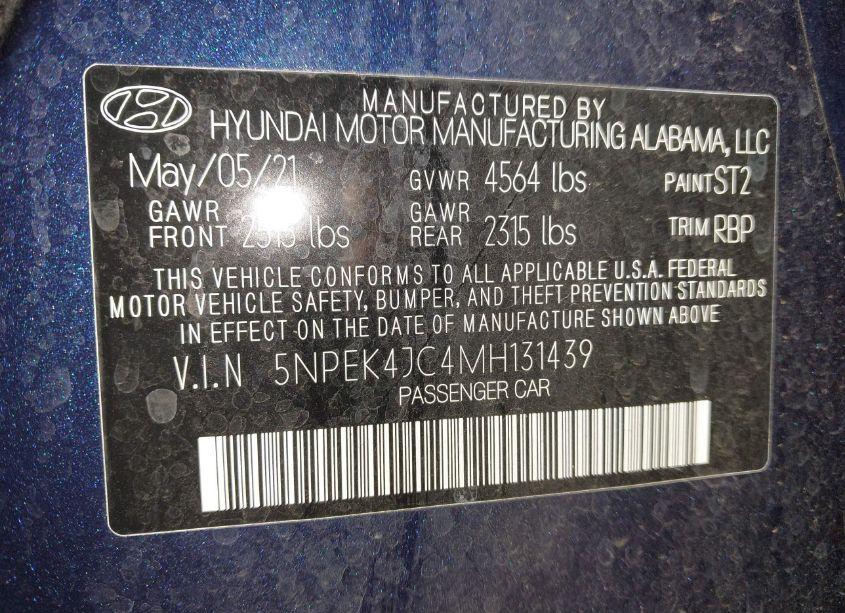 MANUFACTURED BY
HYUNDAI MOTOR MANUFACTURING ALABAMA, LLC
May/05/21 GVWR 4564 lbs PAINT ST2
GAWR FRONT lbs GAWR REAR 2315 lbs TRIM RBP
THIS VEHICLE CONFORMS TO ALL APPLICABLE U.S.A. FEDERAL
MOTOR VEHICLE SAFETY, BUMPER, AND THEFT PREVENTION STANDARDS
IN EFFECT ON THE DATE OF MANUFACTURE SHOWN ABOVE
V.I.N 5NPEK4JC4MH131439
PASSENGER CAR